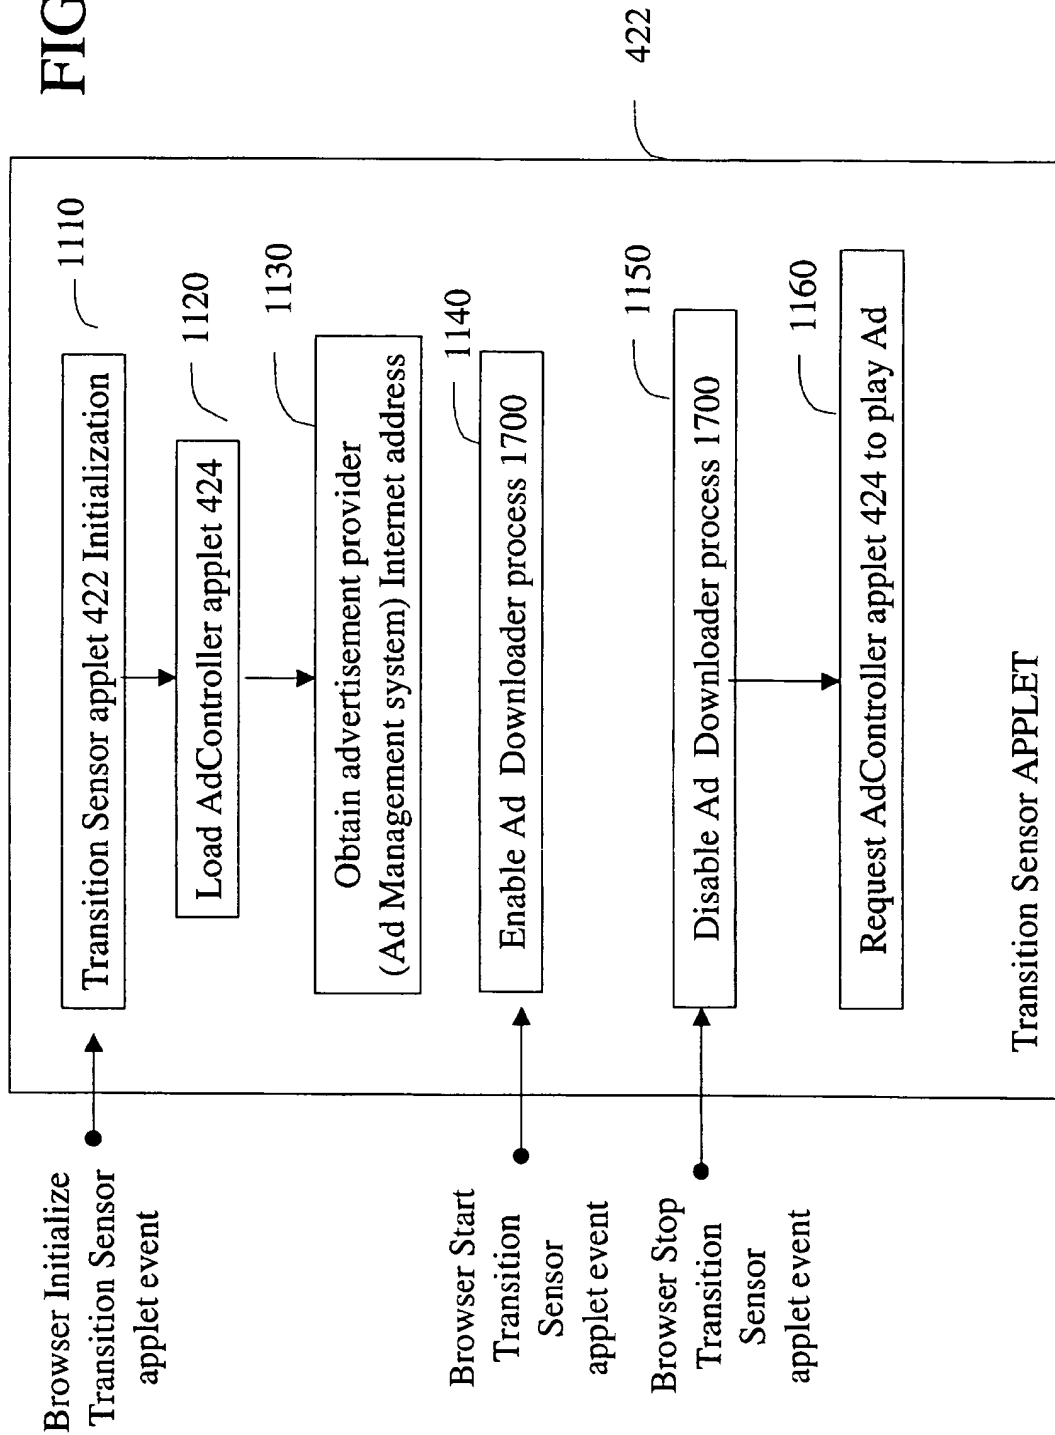 FIG
Browser Initialize
Transition Sensor
applet event
Transition Sensor applet 422 Initialization
1110
Load AdController applet 424
1120
Obtain advertisement provider
(Ad Management system) Internet address
1130
Browser Start
Transition
Sensor
applet event
Enable Ad Downloader process 1700
1140
Browser Stop
Transition
Sensor
applet event
Disable Ad Downloader process 1700
1150
Request AdController applet 424 to play Ad
1160
422
Transition Sensor APPLET